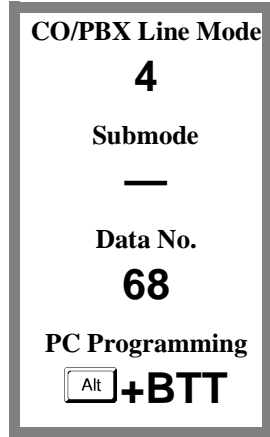 CO/PBX Line Mode
4
Submode
—
Data No.
68
PC Programming
Alt+BTT